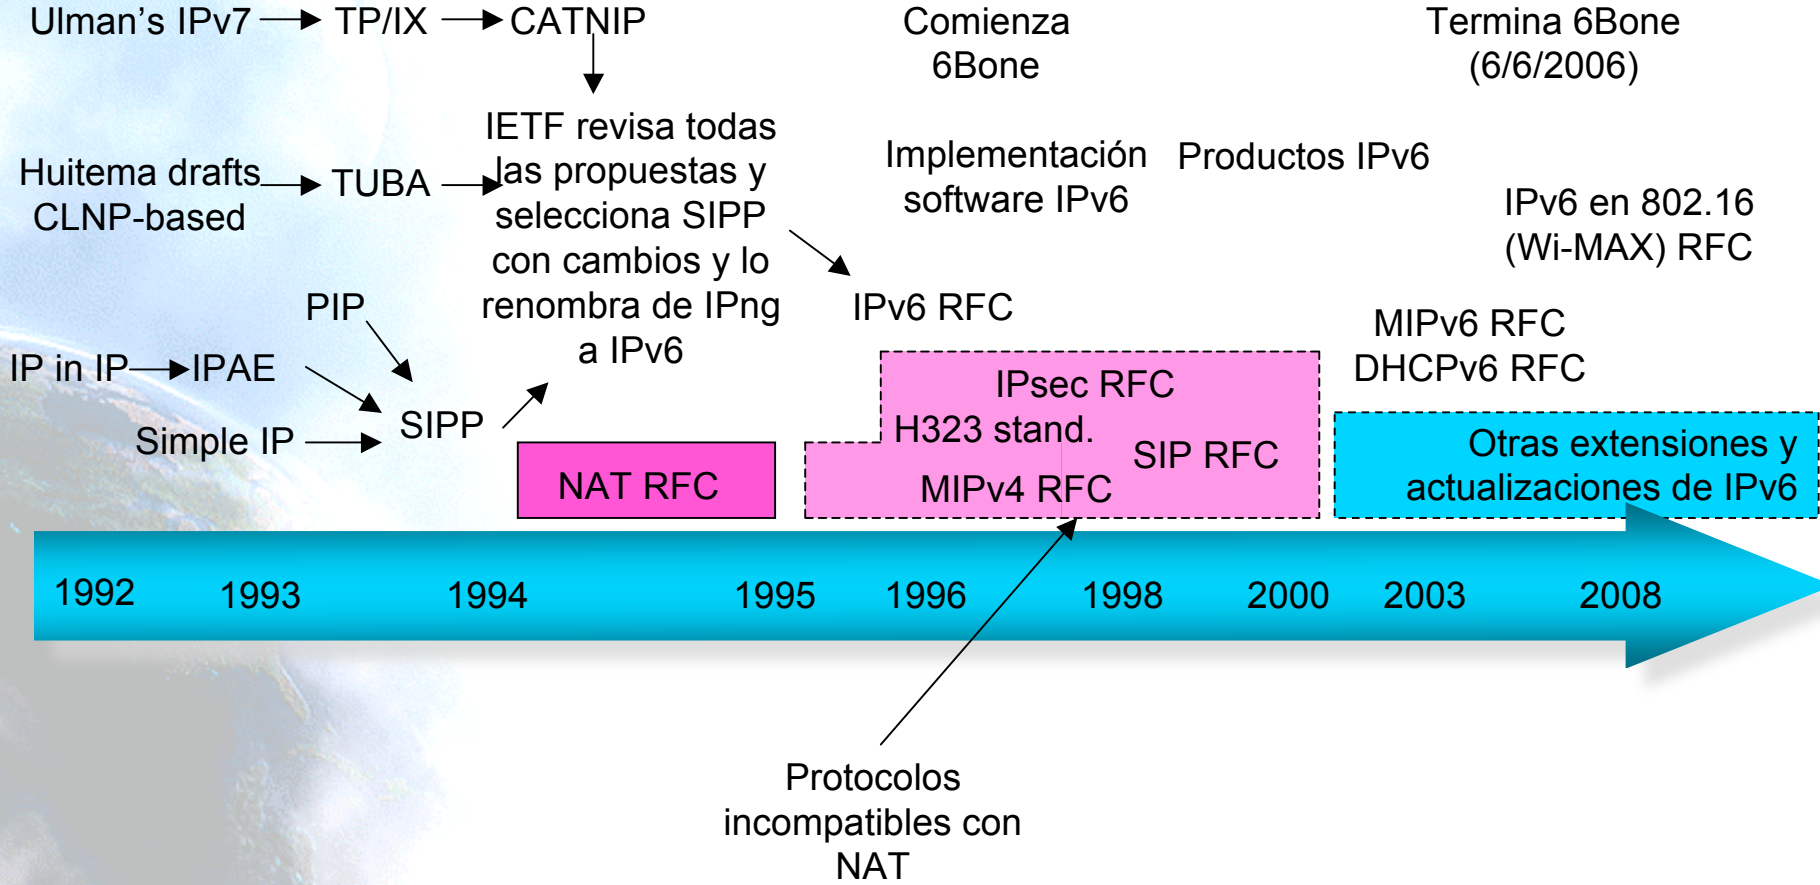 Ulman's IPv7
TP/IX
CATNIP
Comienza
6Bone
Termina 6Bone
(6/6/2006)
Huitema drafts
CLNP-based
TUBA
IETF revisa todas
las propuestas y
selecciona SIPP
con cambios y lo
renombra de IPng
a IPv6
Implementación
software IPv6
Productos IPv6
IPv6 en 802.16
(Wi-MAX) RFC
PIP
IPv6 RFC
MIPv6 RFC
DHCPv6 RFC
IP in IP
IPAE
Simple IP
SIPP
IPsec RFC
H323 stand.
SIP RFC
MIPv4 RFC
NAT RFC
Otras extensiones y
actualizaciones de IPv6
1992
1993
1994
1995
1996
1998
2000
2003
2008
Protocolos
incompatibles con
NAT